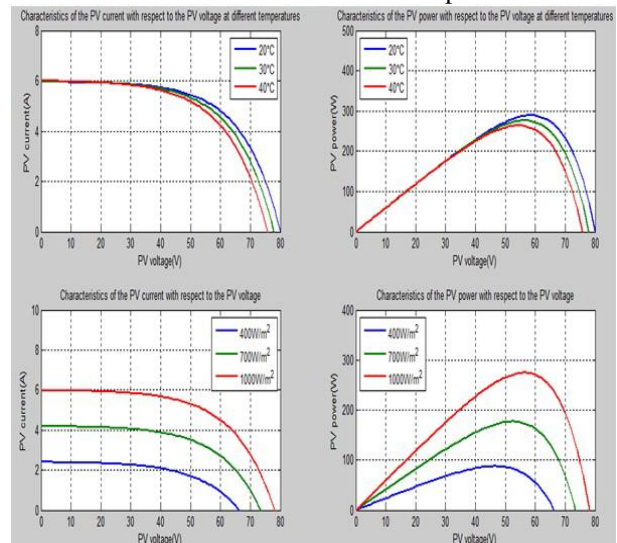 Characteristics of the PV current with respect to the PV voltage at different temperatures
8
6
4
2
0
PV current(A)
20°C
30°C
40°C
0 10 20 30 40 50 60 70 80
PV voltage(V)
Characteristics of the PV power with respect to the PV voltage at different temperatures
500
400
300
200
100
0
PV power(W)
20°C
30°C
40°C
0 10 20 30 40 50 60 70 80
PV voltage(V)
Characteristics of the PV current with respect to the PV voltage
10
8
6
4
2
0
PV current(A)
400W/m²
700W/m²
1000W/m²
0 10 20 30 40 50 60 70 80
PV voltage(V)
Characteristics of the PV power with respect to the PV voltage
400
300
200
100
0
PV power(W)
400W/m²
700W/m²
1000W/m²
0 10 20 30 40 50 60 70 80
PV voltage(V)